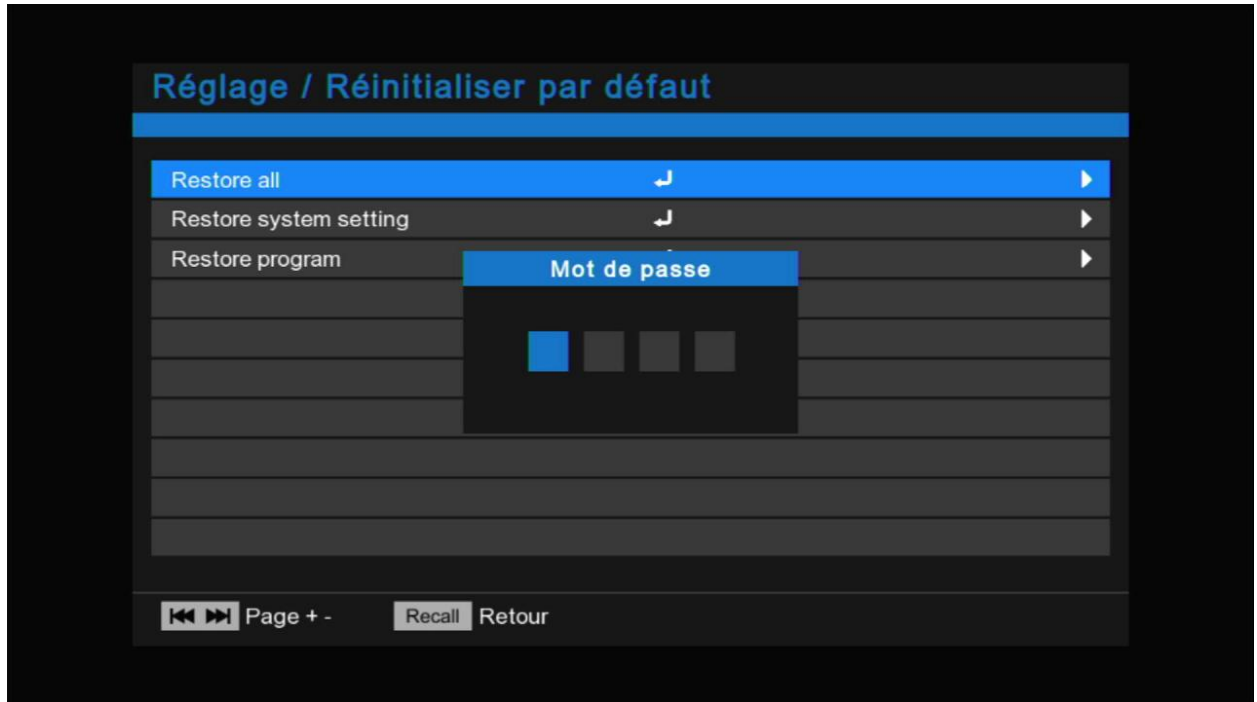 Réglage / Réinitialiser par défaut
Restore all
Restore system setting
Restore program
Mot de passe
Page + - Recall Retour